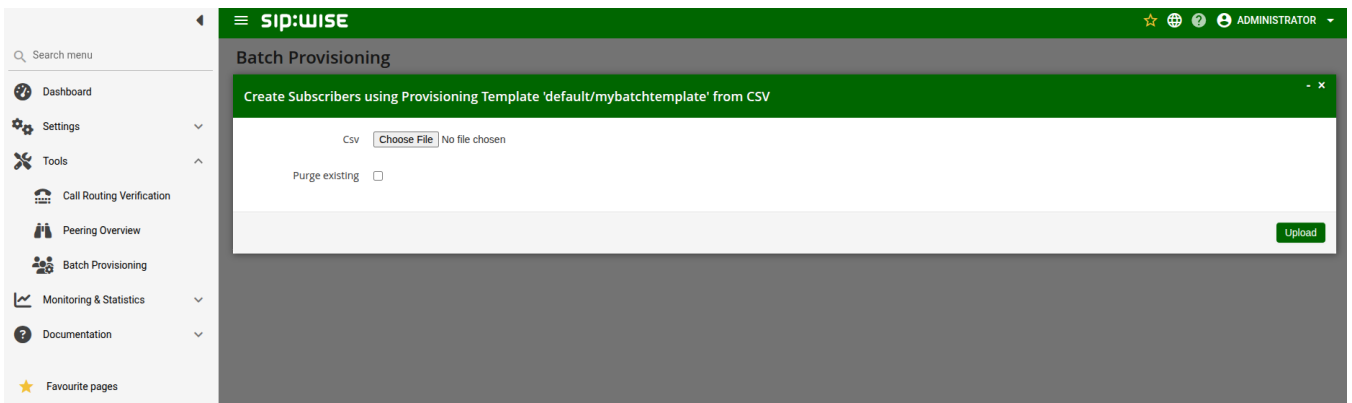 sip:wise
ADMINISTRATOR
Search menu
Batch Provisioning
Dashboard
Create Subscribers using Provisioning Template 'default/mybatchtemplate' from CSV
- x
Settings
Csv Choose File No file chosen
Tools
Purge existing
Call Routing Verification
Peering Overview
Upload
Batch Provisioning
Monitoring & Statistics
Documentation
Favourite pages